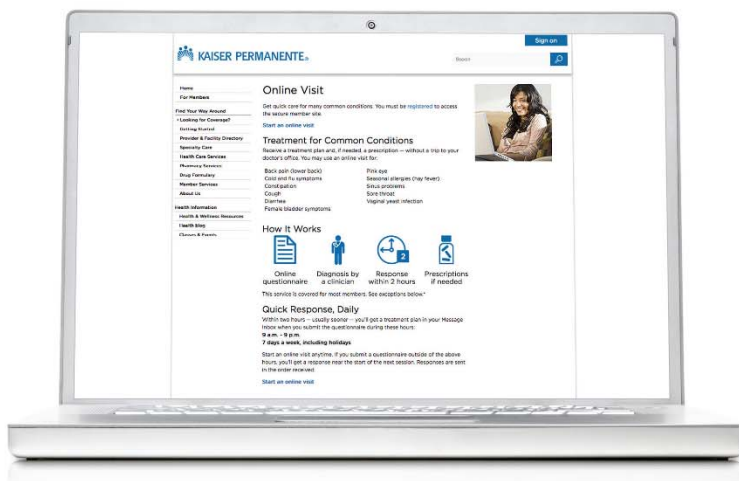 Sign on
KAISER PERMANENTE®
Search
Home
For Members
Find Your Way Around
Looking for Coverage?
Getting Started
Provider & Facility Directory
Specialty Care
Health Care Services
Pharmacy Services
Drug Formulary
Member Services
About Us
Health Information
Health & Wellness Resources
Health Blog
Classes & Events
Online Visit
Get quick care for many common conditions. You must be registered to access
the secure member site.
Start an online visit
Treatment for Common Conditions
Receive a treatment plan and, if needed, a prescription — without a trip to your
doctor's office. You may use an online visit for:
Back pain (lower back)
Cold and flu symptoms
Constipation
Cough
Diarrhea
Female bladder symptoms
Pink eye
Seasonal allergies (hay fever)
Sinus problems
Sore throat
Vaginal yeast infection
How It Works
2
Online
questionnaire
Diagnosis by
a clinician
Response
within 2 hours
Prescriptions
if needed
This service is covered for most members. See exceptions below.*
Quick Response, Daily
Within two hours — usually sooner — you'll get a treatment plan in your Message
Inbox when you submit the questionnaire during these hours:
9 a.m. - 9 p.m.
7 days a week, including holidays
Start an online visit anytime. If you submit a questionnaire outside of the above
hours, you'll get a response near the start of the next session. Responses are sent
in the order received.
Start an online visit